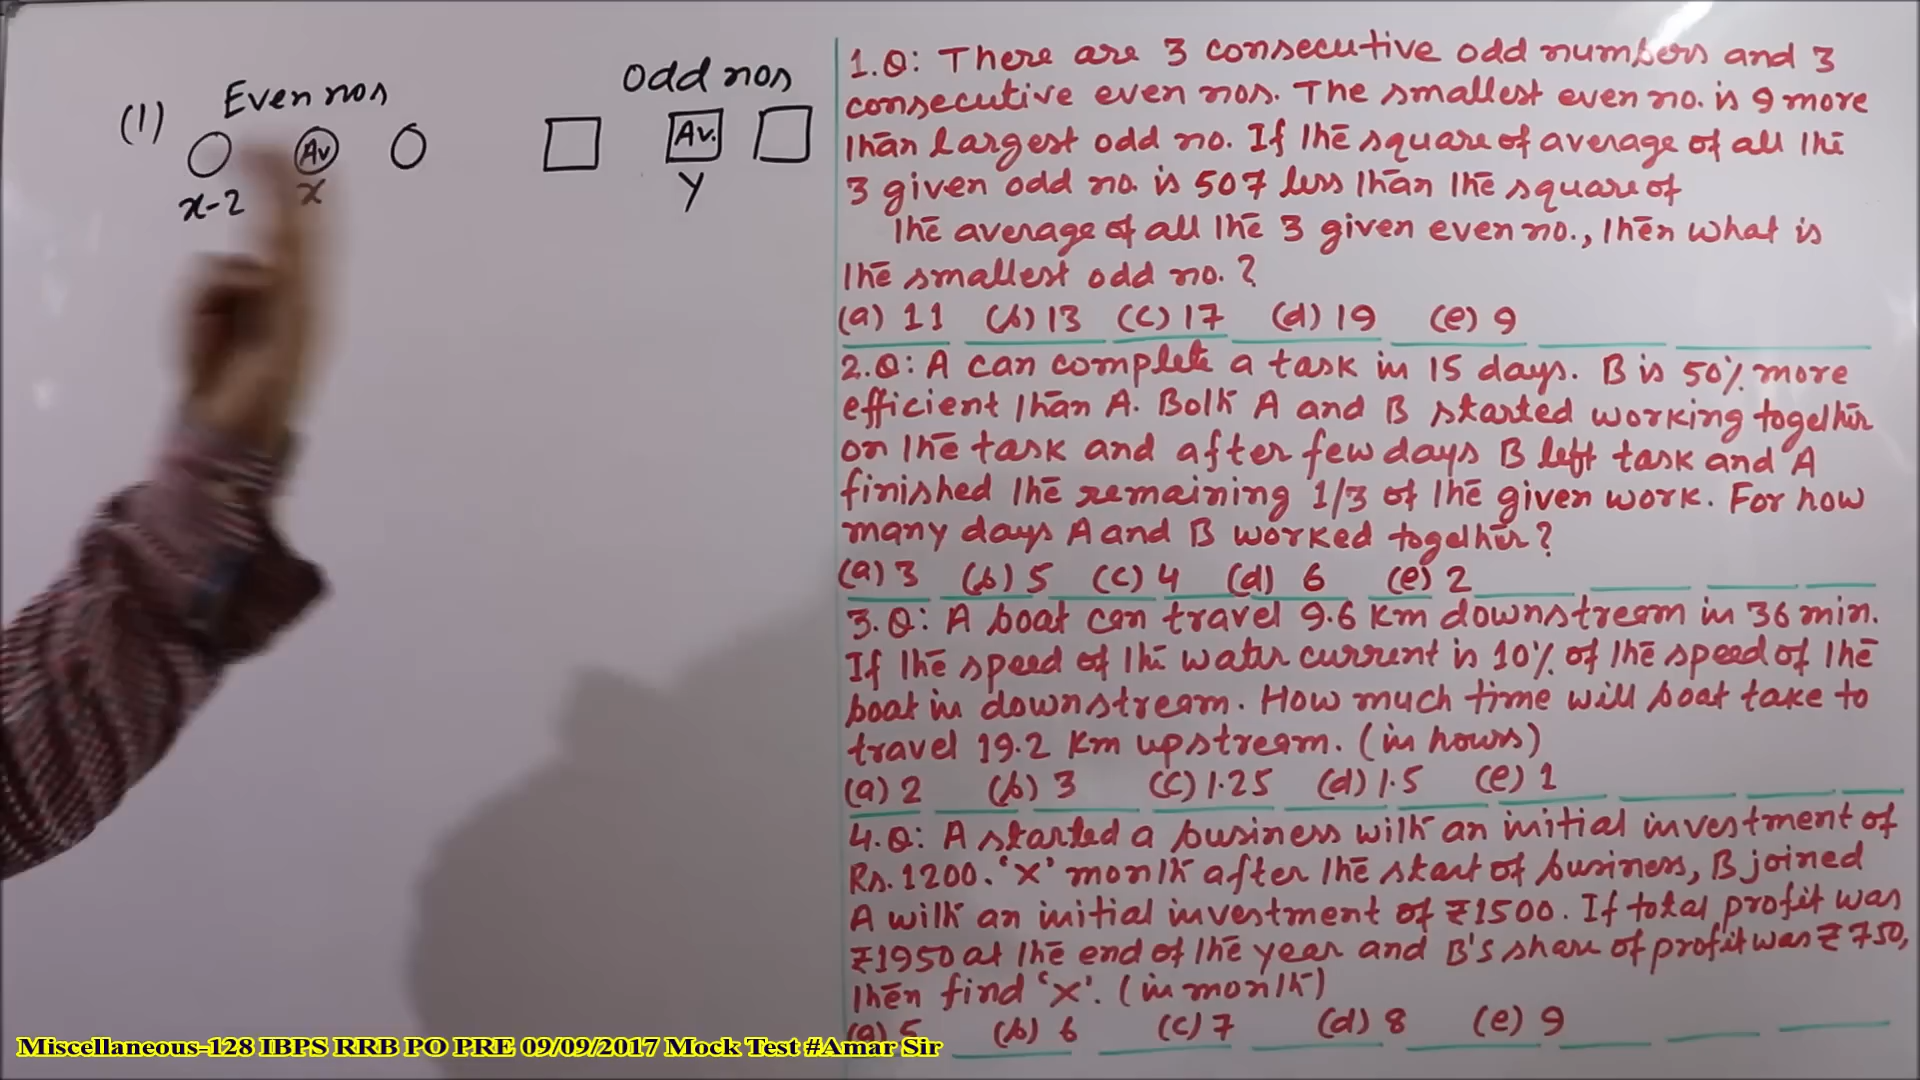 (1) Even nos
Odd nos
Av
Av.
x-2 x
y
1.Q: There are 3 consecutive odd numbers and 3
consecutive even nos. The smallest even no. is 9 more
than largest odd no. If the square of average of all the
3 given odd no. is 507 less than the square of
the average of all the 3 given even no., then what is
the smallest odd no.?
(a) 11 (b) 13 (c) 17 (d) 19 (e) 9
2.Q: A can complete a task in 15 days. B is 50% more
efficient than A. Both A and B started working together
on the task and after few days B left task and A
finished the remaining 1/3 of the given work. For how
many days A and B worked together?
(a) 3 (b) 5 (c) 4 (d) 6 (e) 2
3.Q: A boat can travel 9.6 Km downstream in 36 min.
If the speed of the water current is 10% of the speed of the
boat in downstream. How much time will boat take to
travel 19.2 Km upstream. (in hours)
(a) 2 (b) 3 (c) 1.25 (d) 1.5 (e) 1
4.Q: A started a business with an initial investment of
Rs. 1200. 'x' month after the start of business, B joined
A with an initial investment of ₹1500. If total profit was
₹1950 at the end of the year and B's share of profit was ₹750,
then find 'x'. (in month)
(a) 5 (b) 6 (c) 7 (d) 8 (e) 9
Miscellaneous-128 IBPS RRB PO PRE 09/09/2017 Mock Test #Amar Sir